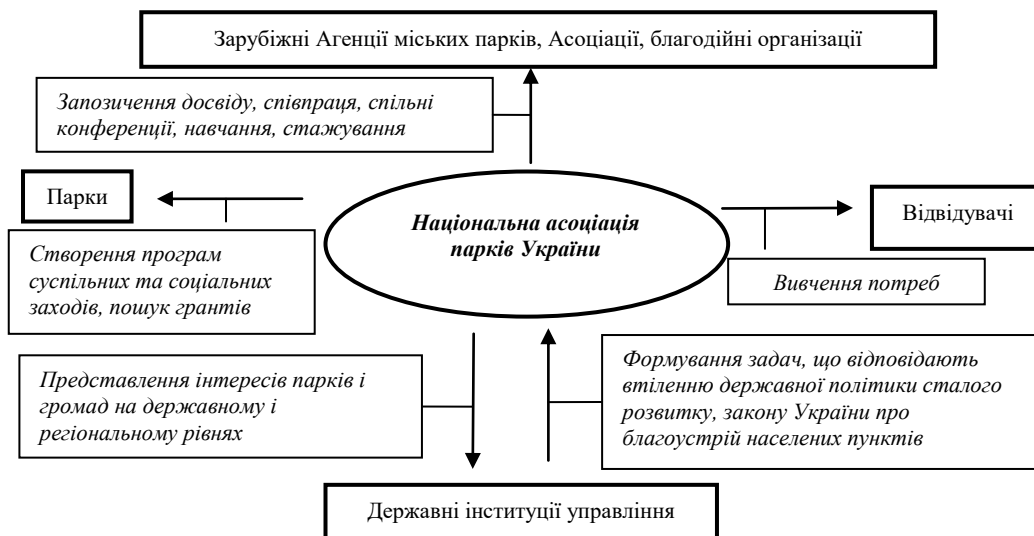 Зарубіжні Агенції міських парків, Асоціації, благодійні організації
Запозичення досвіду, співпраця, спільні
конференції, навчання, стажування
Парки
Національна асоціація
парків України
Відвідувачі
Створення програм
суспільних та соціальних
заходів, пошук грантів
Вивчення потреб
Представлення інтересів парків і
громад на державному і
регіональному рівнях
Формування задач, що відповідають
втіленню державної політики сталого
розвитку, закону України про
благоустрій населених пунктів
Державні інституції управління